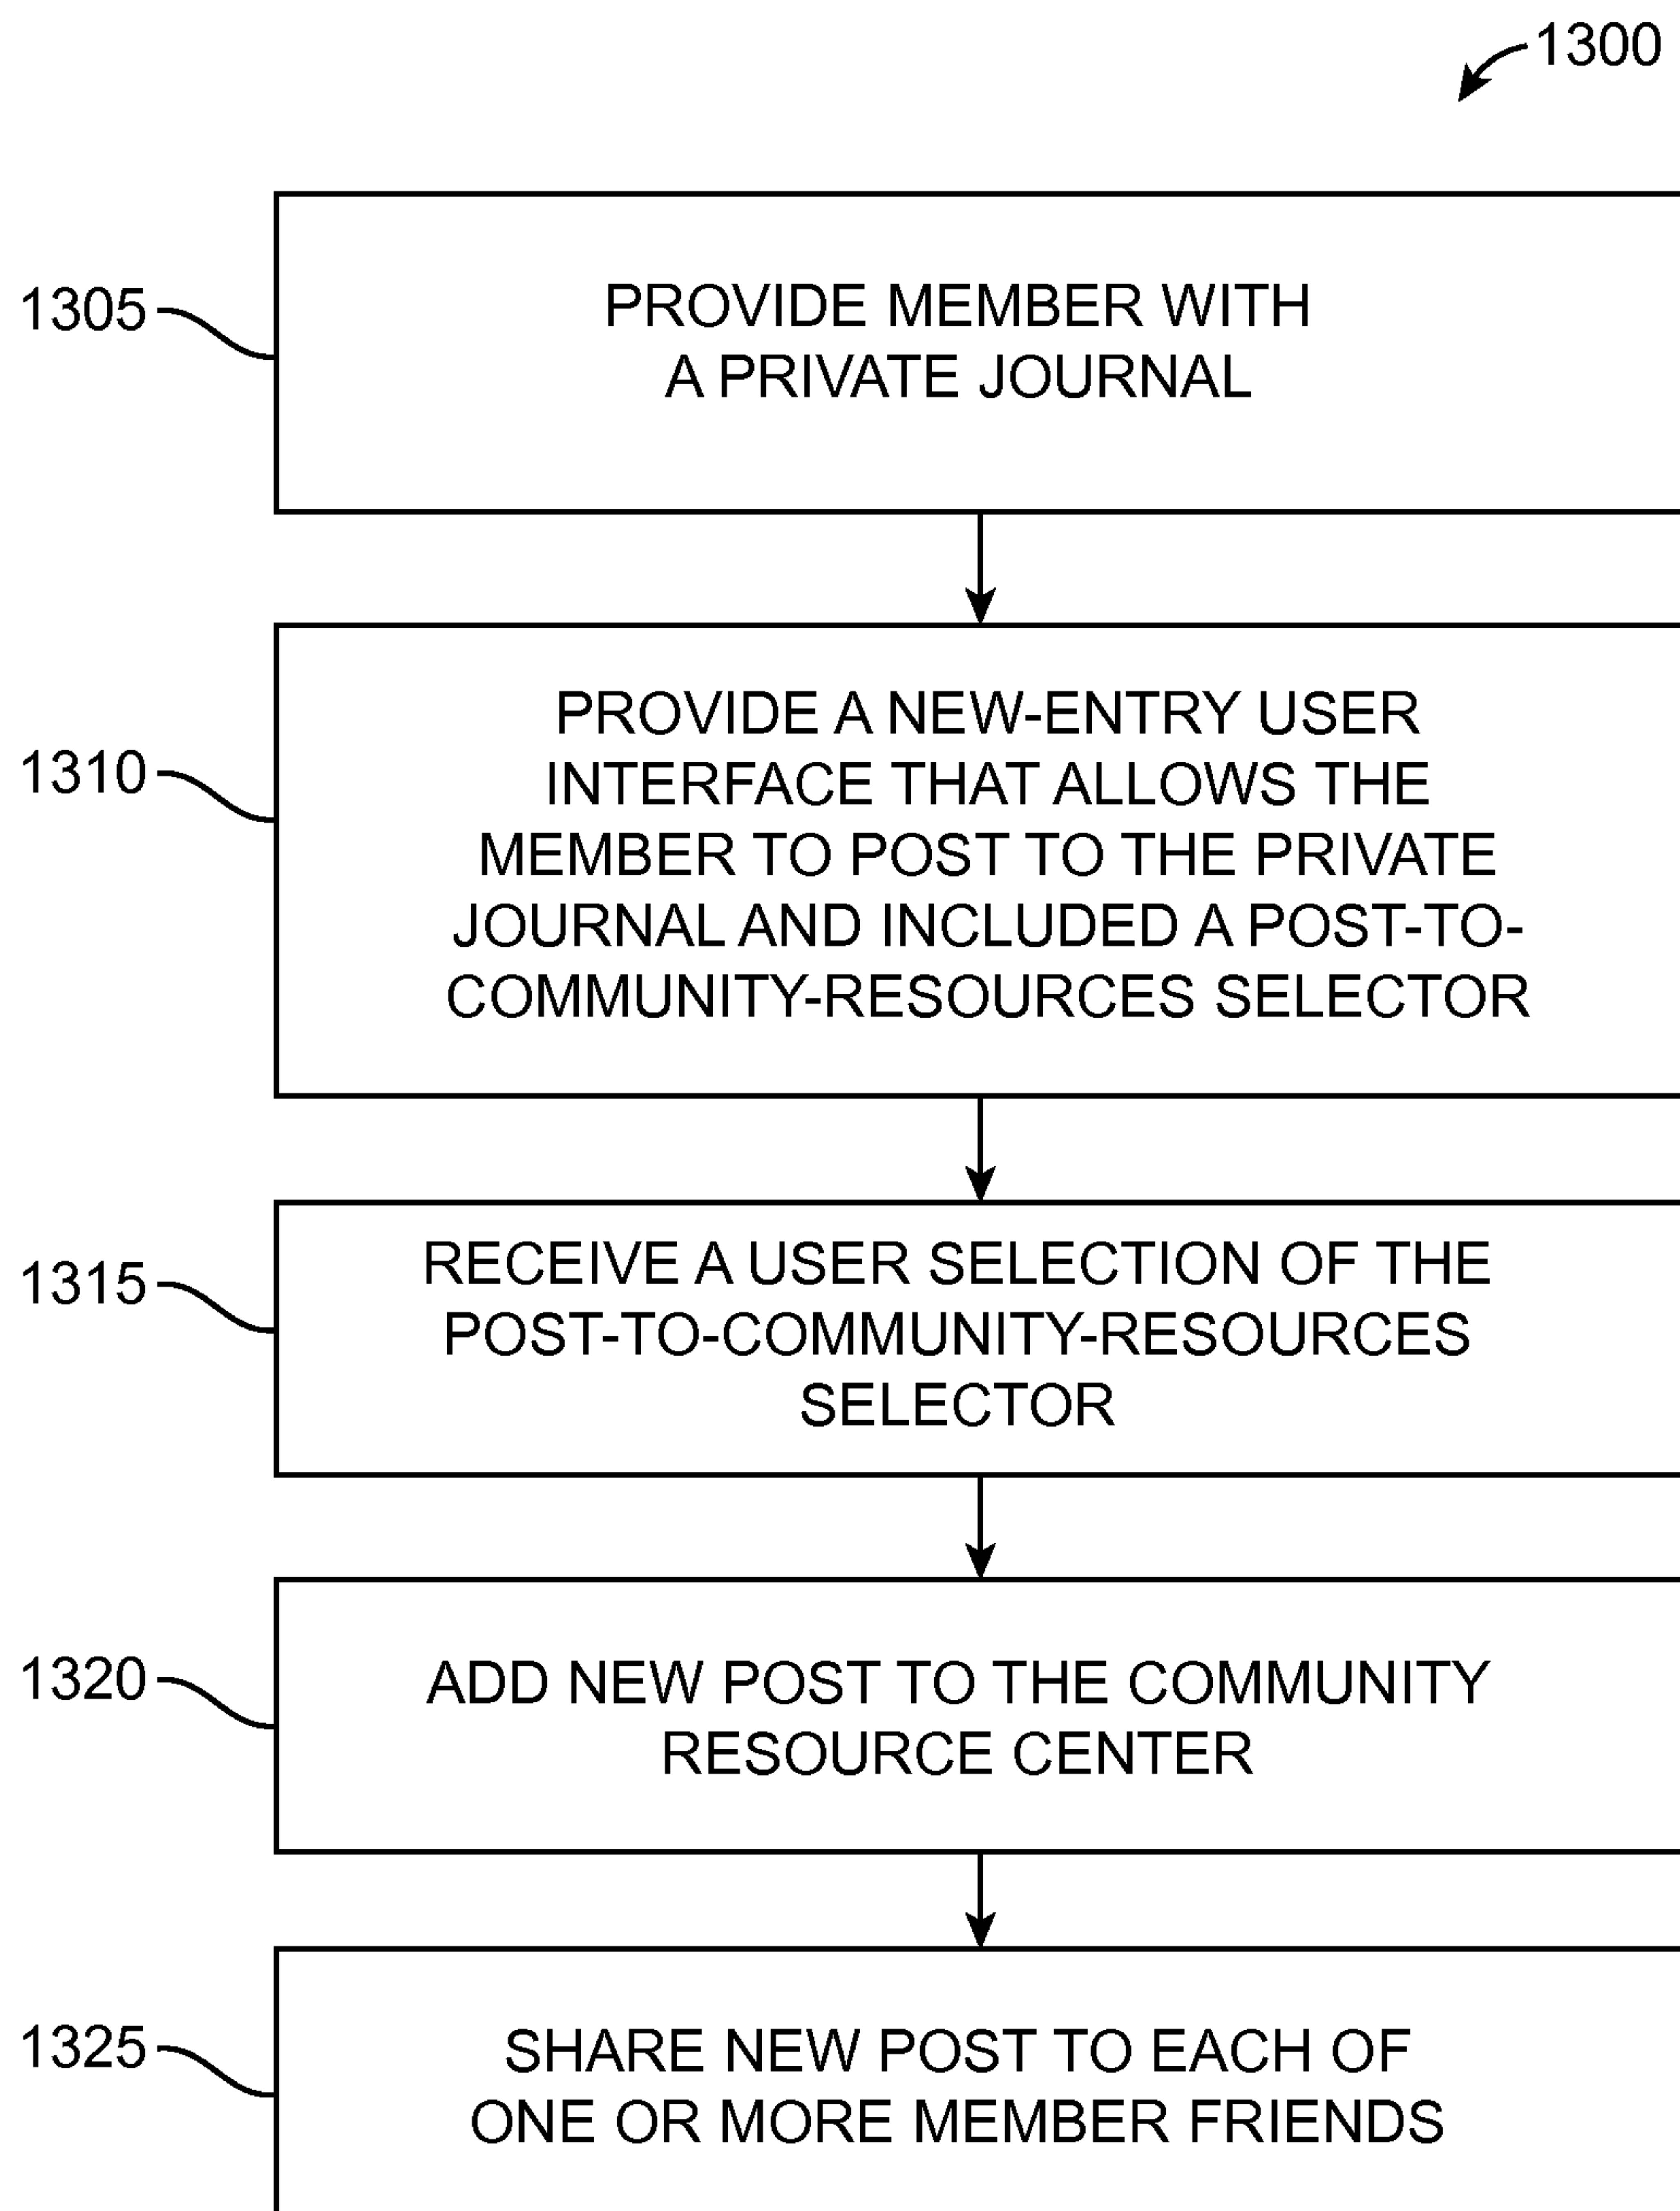 1300
1305
PROVIDE MEMBER WITH
A PRIVATE JOURNAL
1310
PROVIDE A NEW-ENTRY USER
INTERFACE THAT ALLOWS THE
MEMBER TO POST TO THE PRIVATE
JOURNAL AND INCLUDED A POST-TO-
COMMUNITY-RESOURCES SELECTOR
1315
RECEIVE A USER SELECTION OF THE
POST-TO-COMMUNITY-RESOURCES
SELECTOR
1320
ADD NEW POST TO THE COMMUNITY
RESOURCE CENTER
1325
SHARE NEW POST TO EACH OF
ONE OR MORE MEMBER FRIENDS